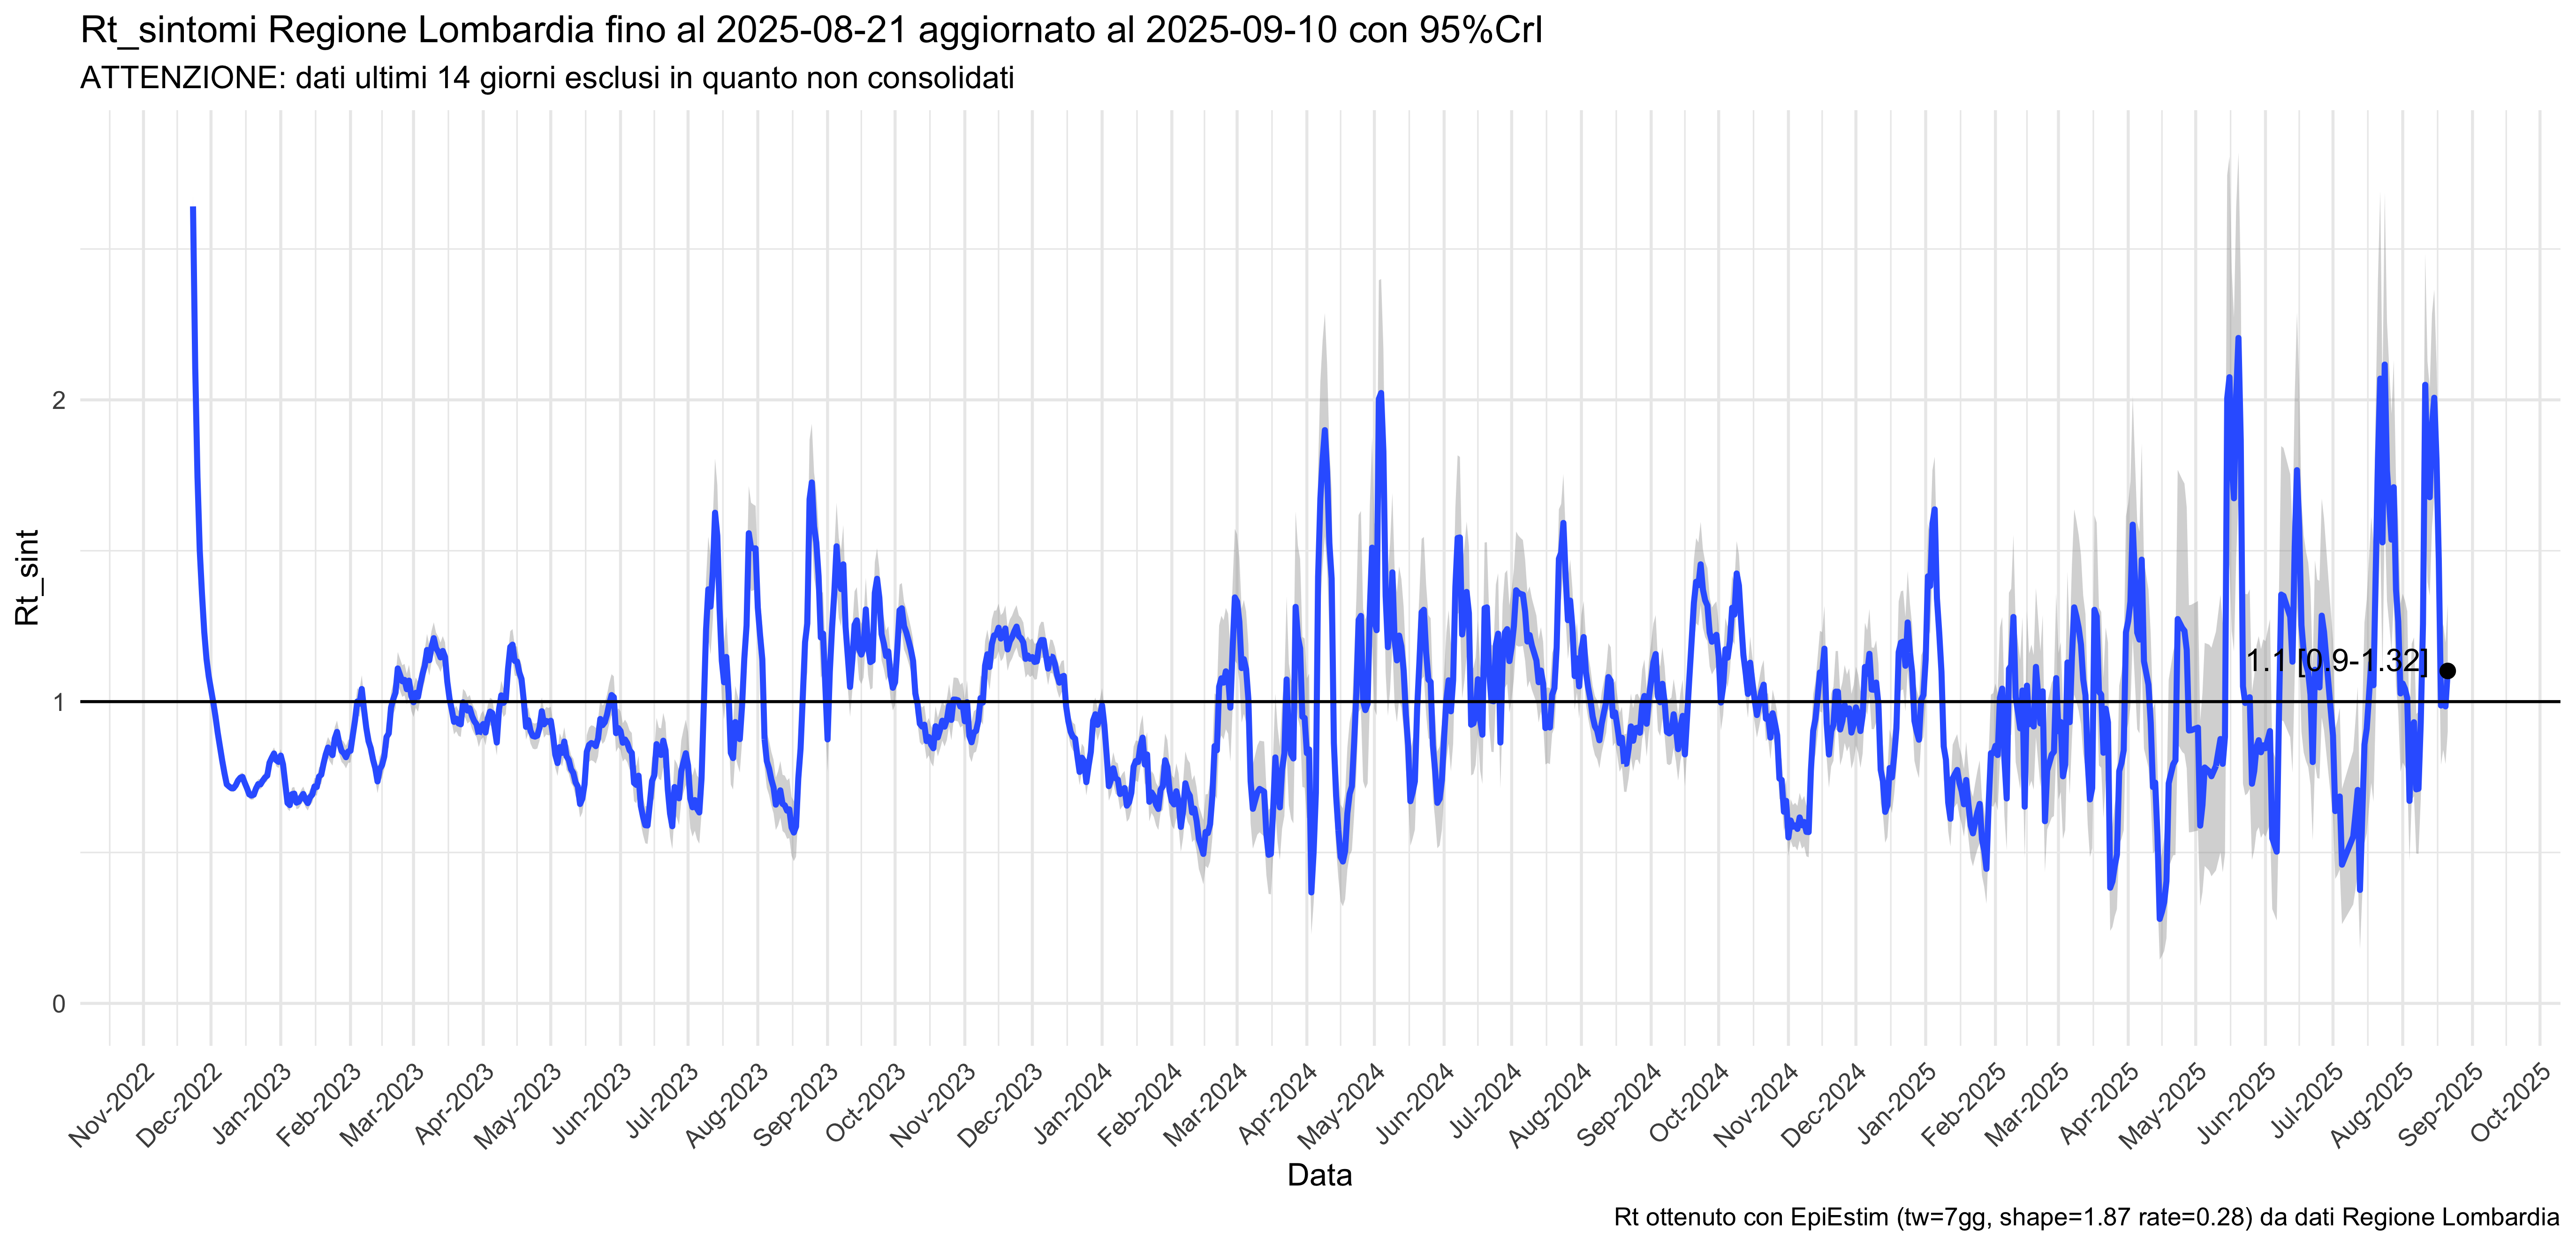 Rt_sintomi Regione Lombardia fino al 2025-08-21 aggiornato al 2025-09-10 con 95%CrI
ATTENZIONE: dati ultimi 14 giorni esclusi in quanto non consolidati
Rt_sint
2
1
0
1.1 [0.9-1.32]
Nov-2022
Dec-2022
Jan-2023
Feb-2023
Mar-2023
Apr-2023
May-2023
Jun-2023
Jul-2023
Aug-2023
Sep-2023
Oct-2023
Nov-2023
Dec-2023
Jan-2024
Feb-2024
Mar-2024
Apr-2024
May-2024
Jun-2024
Jul-2024
Aug-2024
Sep-2024
Oct-2024
Nov-2024
Dec-2024
Jan-2025
Feb-2025
Mar-2025
Apr-2025
May-2025
Jun-2025
Jul-2025
Aug-2025
Sep-2025
Oct-2025
Data
Rt ottenuto con EpiEstim (tw=7gg, shape=1.87 rate=0.28) da dati Regione Lombardia